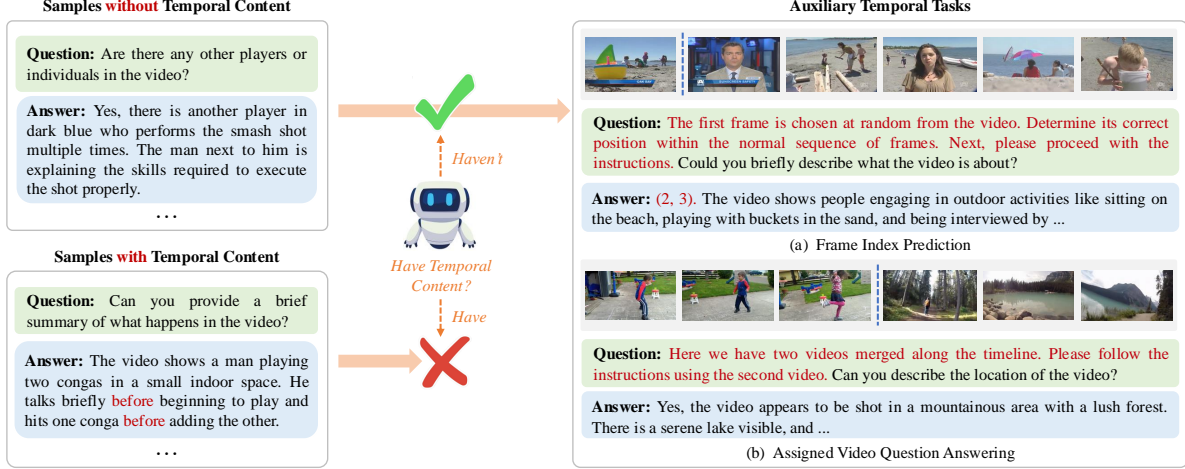 Samples without Temporal Content
Question: Are there any other players or
individuals in the video?
Answer: Yes, there is another player in
dark blue who performs the smash shot
multiple times. The man next to him is
explaining the skills required to execute
the shot properly.
...
Samples with Temporal Content
Question: Can you provide a brief
summary of what happens in the video?
Answer: The video shows a man playing
two congas in a small indoor space. He
talks briefly before beginning to play and
hits one conga before adding the other.
...
Haven't
Have Temporal
Content?
Have
Auxiliary Temporal Tasks
Question: The first frame is chosen at random from the video. Determine its correct
position within the normal sequence of frames. Next, please proceed with the
instructions. Could you briefly describe what the video is about?
Answer: (2, 3). The video shows people engaging in outdoor activities like sitting on
the beach, playing with buckets in the sand, and being interviewed by ...
(a) Frame Index Prediction
Question: Here we have two videos merged along the timeline. Please follow the
instructions using the second video. Can you describe the location of the video?
Answer: Yes, the video appears to be shot in a mountainous area with a lush forest.
There is a serene lake visible, and ...
(b) Assigned Video Question Answering